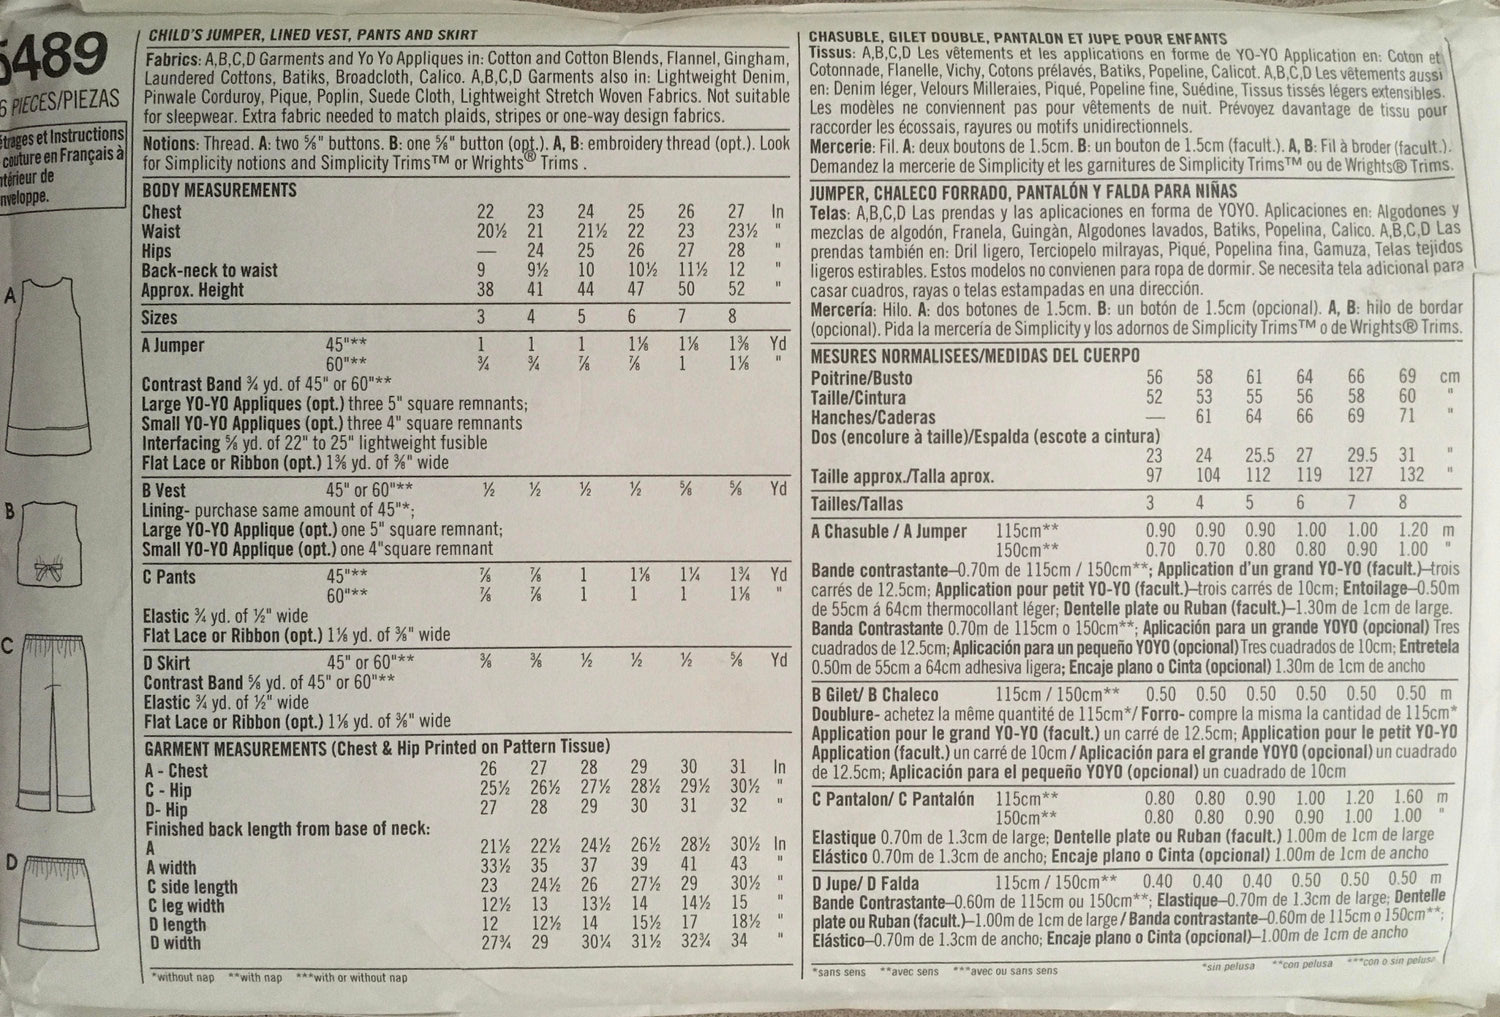 5489
6 PIECES/PIEZAS
étrages et Instructions
couture en Français à
ntérieur de
nveloppe.
A
B
C
D
CHILD'S JUMPER, LINED VEST, PANTS AND SKIRT
Fabrics: A,B,C,D Garments and Yo Yo Appliques in: Cotton and Cotton Blends, Flannel, Gingham,
Laundered Cottons, Batiks, Broadcloth, Calico. A,B,C,D Garments also in: Lightweight Denim,
Pinwale Corduroy, Pique, Poplin, Suede Cloth, Lightweight Stretch Woven Fabrics. Not suitable
for sleepwear. Extra fabric needed to match plaids, stripes or one-way design fabrics.
Notions: Thread. A: two ⅝" buttons. B: one ⅝" button (opt.). A, B: embroidery thread (opt.). Look
for Simplicity notions and Simplicity Trims™ or Wrights® Trims .
BODY MEASUREMENTS
Chest 22 23 24 25 26 27 In
Waist 20½ 21 21½ 22 23 23½ "
Hips — 24 25 26 27 28 "
Back-neck to waist 9 9½ 10 10½ 11½ 12 "
Approx. Height 38 41 44 47 50 52 "
Sizes 3 4 5 6 7 8
A Jumper 45"** 1 1 1 1⅛ 1⅛ 1⅜ Yd
60"** ¾ ¾ ⅞ ⅞ 1 1⅛ "
Contrast Band ¾ yd. of 45" or 60"**
Large YO-YO Appliques (opt.) three 5" square remnants;
Small YO-YO Appliques (opt.) three 4" square remnants
Interfacing ⅝ yd. of 22" to 25" lightweight fusible
Flat Lace or Ribbon (opt.) 1⅜ yd. of ⅜" wide
B Vest 45" or 60"** ½ ½ ½ ½ ⅝ ⅝ Yd
Lining- purchase same amount of 45"*;
Large YO-YO Applique (opt.) one 5" square remnant;
Small YO-YO Applique (opt.) one 4"square remnant
C Pants 45"** ⅞ ⅞ 1 1⅛ 1¼ 1¾ Yd
60"** ⅞ ⅞ 1 1 1 1⅛ "
Elastic ¾ yd. of ½" wide
Flat Lace or Ribbon (opt.) 1⅛ yd. of ⅜" wide
D Skirt 45" or 60"** ⅜ ⅜ ½ ½ ½ ⅝ Yd
Contrast Band ⅝ yd. of 45" or 60"**
Elastic ¾ yd. of ½" wide
Flat Lace or Ribbon (opt.) 1⅛ yd. of ⅜" wide
GARMENT MEASUREMENTS (Chest & Hip Printed on Pattern Tissue)
A - Chest 26 27 28 29 30 31 In
C - Hip 25½ 26½ 27½ 28½ 29½ 30½ "
D- Hip 27 28 29 30 31 32 "
Finished back length from base of neck:
A 21½ 22½ 24½ 26½ 28½ 30½ In
A width 33½ 35 37 39 41 43 "
C side length 23 24½ 26 27½ 29 30½ "
C leg width 12½ 13 13½ 14 14½ 15 "
D length 12 12½ 14 15½ 17 18½ "
D width 27¾ 29 30¼ 31½ 32¾ 34 "
*without nap **with nap ***with or without nap
CHASUBLE, GILET DOUBLE, PANTALON ET JUPE POUR ENFANTS
Tissus: A,B,C,D Les vêtements et les applications en forme de YO-YO Application en: Coton et
Cotonnade, Flanelle, Vichy, Cotons prélavés, Batiks, Popeline, Calicot. A,B,C,D Les vêtements aussi
en: Denim léger, Velours Milleraies, Piqué, Popeline fine, Suédine, Tissus tissés légers extensibles.
Les modèles ne conviennent pas pour vêtements de nuit. Prévoyez davantage de tissu pour
raccorder les écossais, rayures ou motifs unidirectionnels.
Mercerie: Fil. A: deux boutons de 1.5cm. B: un bouton de 1.5cm (facult.). A, B: Fil à broder (facult.).
Demandez la mercerie de Simplicity et les garnitures de Simplicity Trims™ ou de Wrights® Trims.
JUMPER, CHALECO FORRADO, PANTALÓN Y FALDA PARA NIÑAS
Telas: A,B,C,D Las prendas y las aplicaciones en forma de YOYO. Aplicaciones en: Algodones y
mezclas de algodón, Franela, Guingàn, Algodones lavados, Batiks, Popelina, Calico. A,B,C,D Las
prendas también en: Dril ligero, Terciopelo milrayas, Piqué, Popelina fina, Gamuza, Telas tejidos
ligeros estirables. Estos modelos no convienen para ropa de dormir. Se necesita tela adicional para
casar cuadros, rayas o telas estampadas en una dirección.
Mercería: Hilo. A: dos botones de 1.5cm. B: un botón de 1.5cm (opcional). A, B: hilo de bordar
(opcional). Pida la mercería de Simplicity y los adornos de Simplicity Trims™ o de Wrights® Trims.
MESURES NORMALISEES/MEDIDAS DEL CUERPO
Poitrine/Busto 56 58 61 64 66 69 cm
Taille/Cintura 52 53 55 56 58 60 "
Hanches/Caderas — 61 64 66 69 71 "
Dos (encolure à taille)/Espalda (escote a cintura)
23 24 25.5 27 29.5 31 "
Taille approx./Talla aprox. 97 104 112 119 127 132 "
Tailles/Tallas 3 4 5 6 7 8
A Chasuble / A Jumper 115cm** 0.90 0.90 0.90 1.00 1.00 1.20 m
150cm** 0.70 0.70 0.80 0.80 0.90 1.00 "
Bande contrastante–0.70m de 115cm / 150cm**; Application d'un grand YO-YO (facult.)–trois
carrés de 12.5cm; Application pour petit YO-YO (facult.)–trois carrés de 10cm; Entoilage–0.50m
de 55cm á 64cm thermocollant léger; Dentelle plate ou Ruban (facult.)–1.30m de 1cm de large.
Banda Contrastante 0.70m de 115cm o 150cm**; Aplicación para un grande YOYO (opcional) Tres
cuadrados de 12.5cm; Aplicación para un pequeño YOYO (opcional) Tres cuadrados de 10cm; Entretela
0.50m de 55cm a 64cm adhesiva ligera; Encaje plano o Cinta (opcional) 1.30m de 1cm de ancho
B Gilet/ B Chaleco 115cm / 150cm** 0.50 0.50 0.50 0.50 0.50 0.50 m
Doublure- achetez la même quantité de 115cm*/ Forro- compre la misma la cantidad de 115cm*
Application pour le grand YO-YO (facult.) un carré de 12.5cm; Application pour le petit YO-YO
Application (facult.) un carré de 10cm / Aplicación para el grande YOYO (opcional) un cuadrado
de 12.5cm; Aplicación para el pequeño YOYO (opcional) un cuadrado de 10cm
C Pantalon/ C Pantalón 115cm** 0.80 0.80 0.90 1.00 1.20 1.60 m
150cm** 0.80 0.80 0.90 0.90 1.00 1.00 "
Elastique 0.70m de 1.3cm de large; Dentelle plate ou Ruban (facult.) 1.00m de 1cm de large
Elástico 0.70m de 1.3cm de ancho; Encaje plano o Cinta (opcional) 1.00m de 1cm de ancho
D Jupe/ D Falda 115cm / 150cm** 0.40 0.40 0.40 0.50 0.50 0.50 m
Bande Contrastante–0.60m de 115cm ou 150cm**; Elastique–0.70m de 1.3cm de large; Dentelle
plate ou Ruban (facult.)–1.00m de 1cm de large / Banda contrastante–0.60m de 115cm o 150cm**;
Elástico–0.70m de 1.3cm de ancho; Encaje plano o Cinta (opcional)–1.00m de 1cm de ancho
*sans sens **avec sens ***avec ou sans sens *sin pelusa **con pelusa ***con o sin pelusa